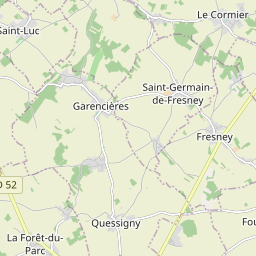 Le Cormier
Saint-Luc
Saint-Germain-
de-Fresney
Garencières
Fresney
D 52
Quessigny
La Forêt-du-
Parc